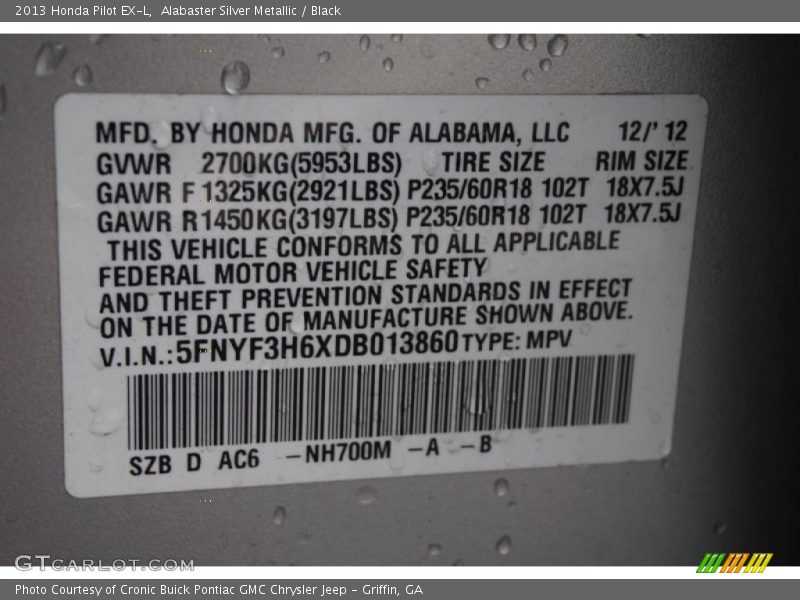 2013 Honda Pilot EX-L,  Alabaster Silver Metallic / Black
MFD. BY HONDA MFG. OF ALABAMA, LLC 12/' 12
GVWR 2700KG(5953LBS) TIRE SIZE RIM SIZE
GAWR F 1325KG(2921LBS) P235/60R18 102T 18X7.5J
GAWR R1450KG(3197LBS) P235/60R18 102T 18X7.5J
THIS VEHICLE CONFORMS TO ALL APPLICABLE
FEDERAL MOTOR VEHICLE SAFETY
AND THEFT PREVENTION STANDARDS IN EFFECT
ON THE DATE OF MANUFACTURE SHOWN ABOVE.
V.I.N.:5FNYF3H6XDB013860 TYPE: MPV
SZB D AC6 -NH700M -A -B
GTCARLOT.COM
Photo Courtesy of Cronic Buick Pontiac GMC Chrysler Jeep - Griffin, GA